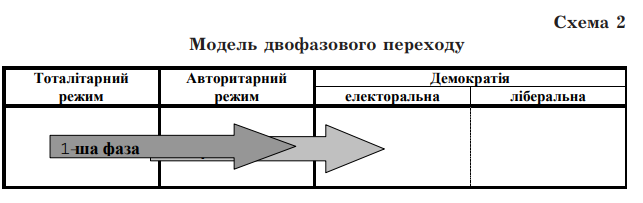 Схема 2
Модель двофазового переходу
Тоталітарний режим
Авторитарний режим
Демократія
електоральна
ліберальна
1-ша фаза